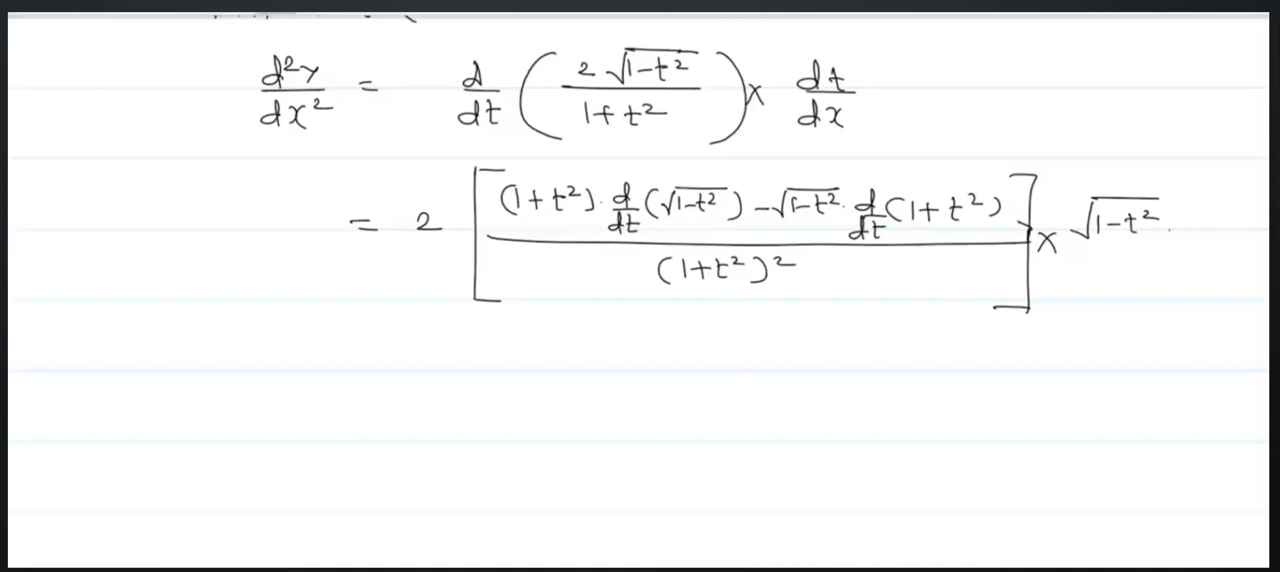 d²y/dx² = d/dt ( 2√(1-t²) / 1+t² ) × dt/dx
= 2 [ (1+t²)· d/dt (√(1-t²)) - √(1-t²)· d/dt (1+t²) / (1+t²)² ] × √(1-t²).